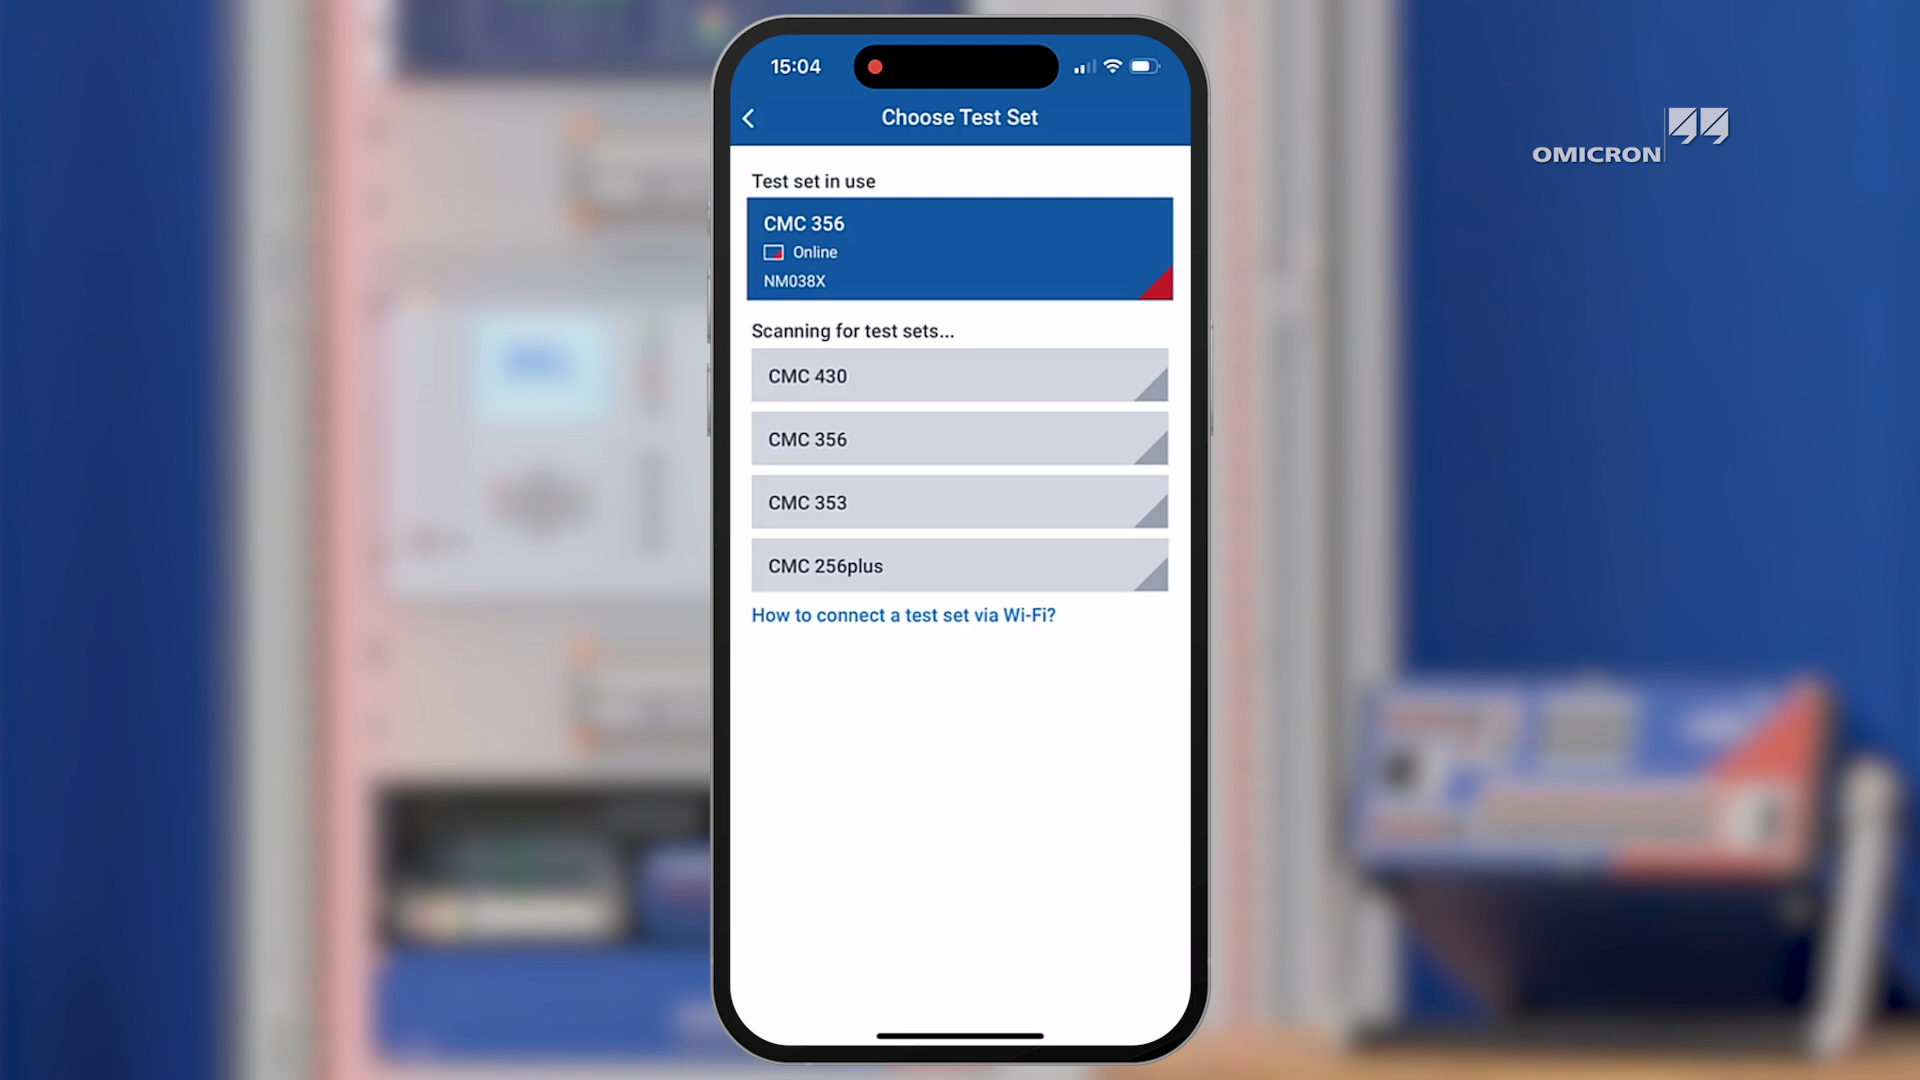 15:04
Choose Test Set
OMICRON
Test set in use
CMC 356
Online
NM038X
Scanning for test sets...
CMC 430
CMC 356
CMC 353
CMC 256plus
How to connect a test set via Wi-Fi?